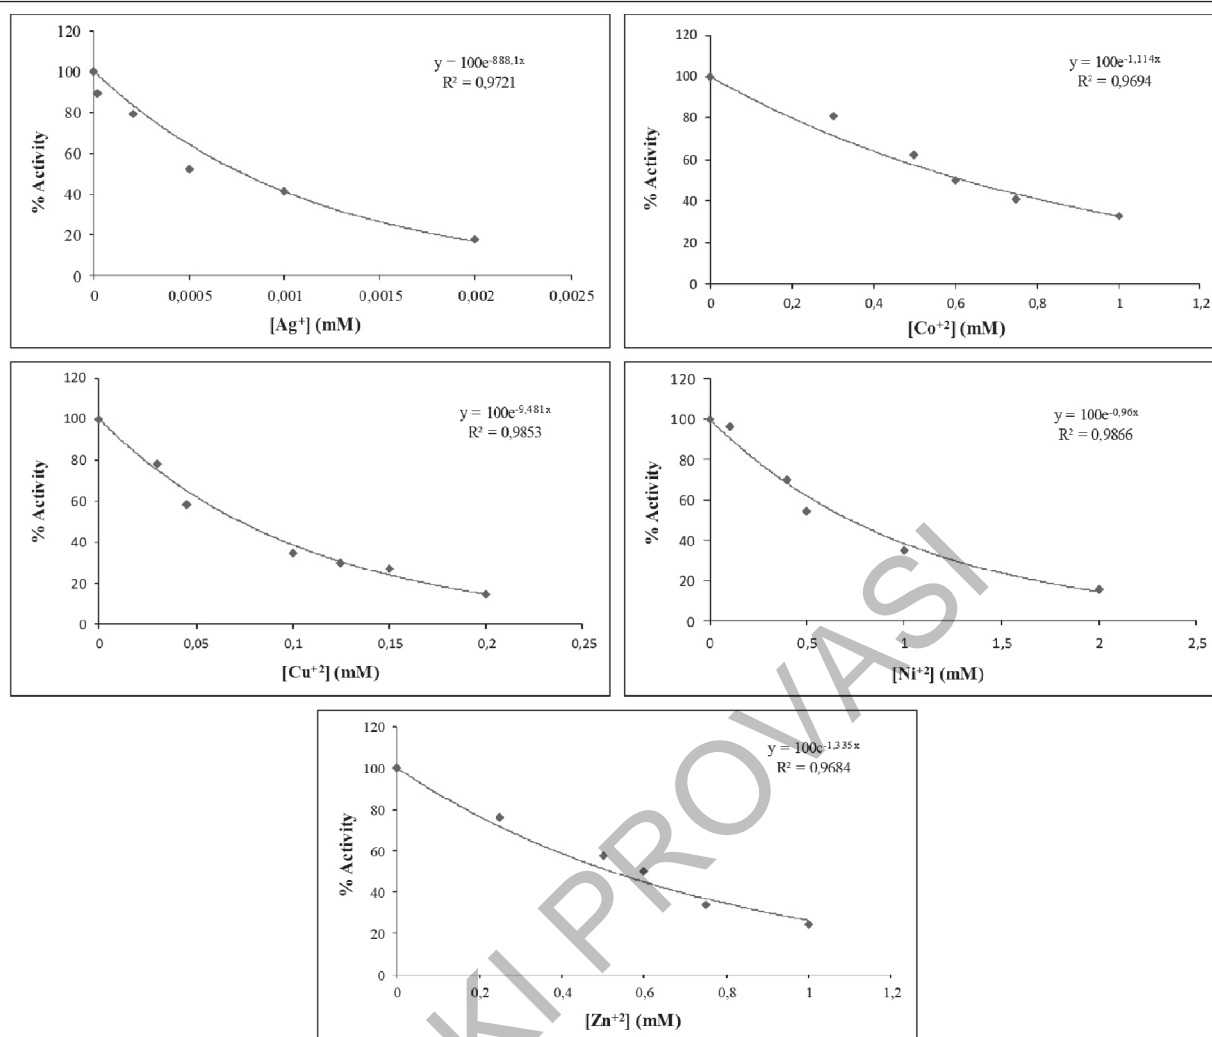 120
100
80
60
40
20
0
% Activity
y = 100e-888,1x
R² = 0,9721
0 0,0005 0,001 0,0015 0,002 0,0025
[Ag⁺] (mM)
120
100
80
60
40
20
0
% Activity
y = 100e-1,114x
R² = 0,9694
0 0,2 0,4 0,6 0,8 1 1,2
[Co⁺²] (mM)
120
100
80
60
40
20
0
% Activity
y = 100e-9,481x
R² = 0,9853
0 0,05 0,1 0,15 0,2 0,25
[Cu⁺²] (mM)
120
100
80
60
40
20
0
% Activity
y = 100e-0,96x
R² = 0,9866
0 0,5 1 1,5 2 2,5
[Ni⁺²] (mM)
120
100
80
60
40
20
0
% Activity
y = 100e-1,335x
R² = 0,9684
0 0,2 0,4 0,6 0,8 1 1,2
[Zn⁺²] (mM)
KI PROVASI